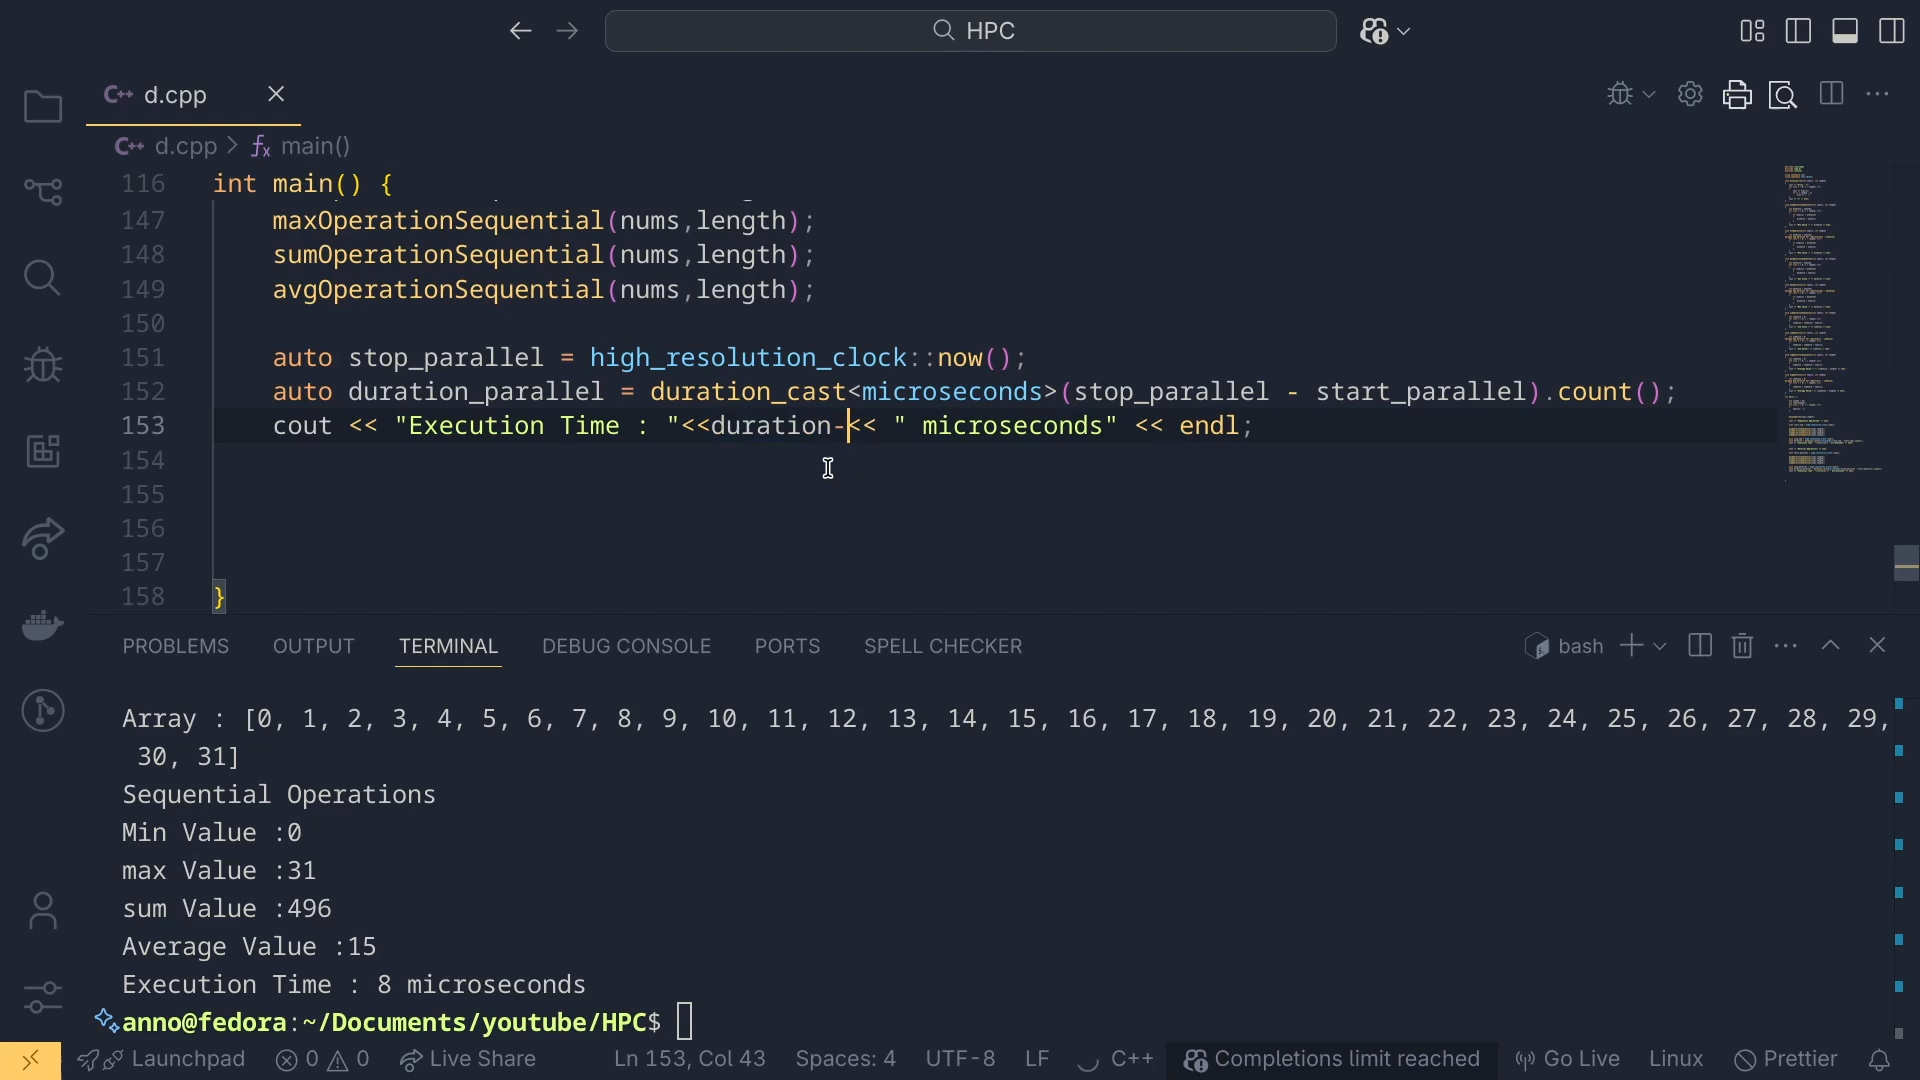 HPC
C++ d.cpp
C++ d.cpp > fx main()
116 int main() {
147 maxOperationSequential(nums,length);
148 sumOperationSequential(nums,length);
149 avgOperationSequential(nums,length);
150
151 auto stop_parallel = high_resolution_clock::now();
152 auto duration_parallel = duration_cast<microseconds>(stop_parallel - start_parallel).count();
153 cout << "Execution Time : "<<duration-<< " microseconds" << endl;
154
155
156
157
158 }
PROBLEMS OUTPUT TERMINAL DEBUG CONSOLE PORTS SPELL CHECKER bash
Array : [0, 1, 2, 3, 4, 5, 6, 7, 8, 9, 10, 11, 12, 13, 14, 15, 16, 17, 18, 19, 20, 21, 22, 23, 24, 25, 26, 27, 28, 29,
30, 31]
Sequential Operations
Min Value :0
max Value :31
sum Value :496
Average Value :15
Execution Time : 8 microseconds
anno@fedora:~/Documents/youtube/HPC$
Launchpad 0 0 Live Share Ln 153, Col 43 Spaces: 4 UTF-8 LF C++ Completions limit reached Go Live Linux Prettier